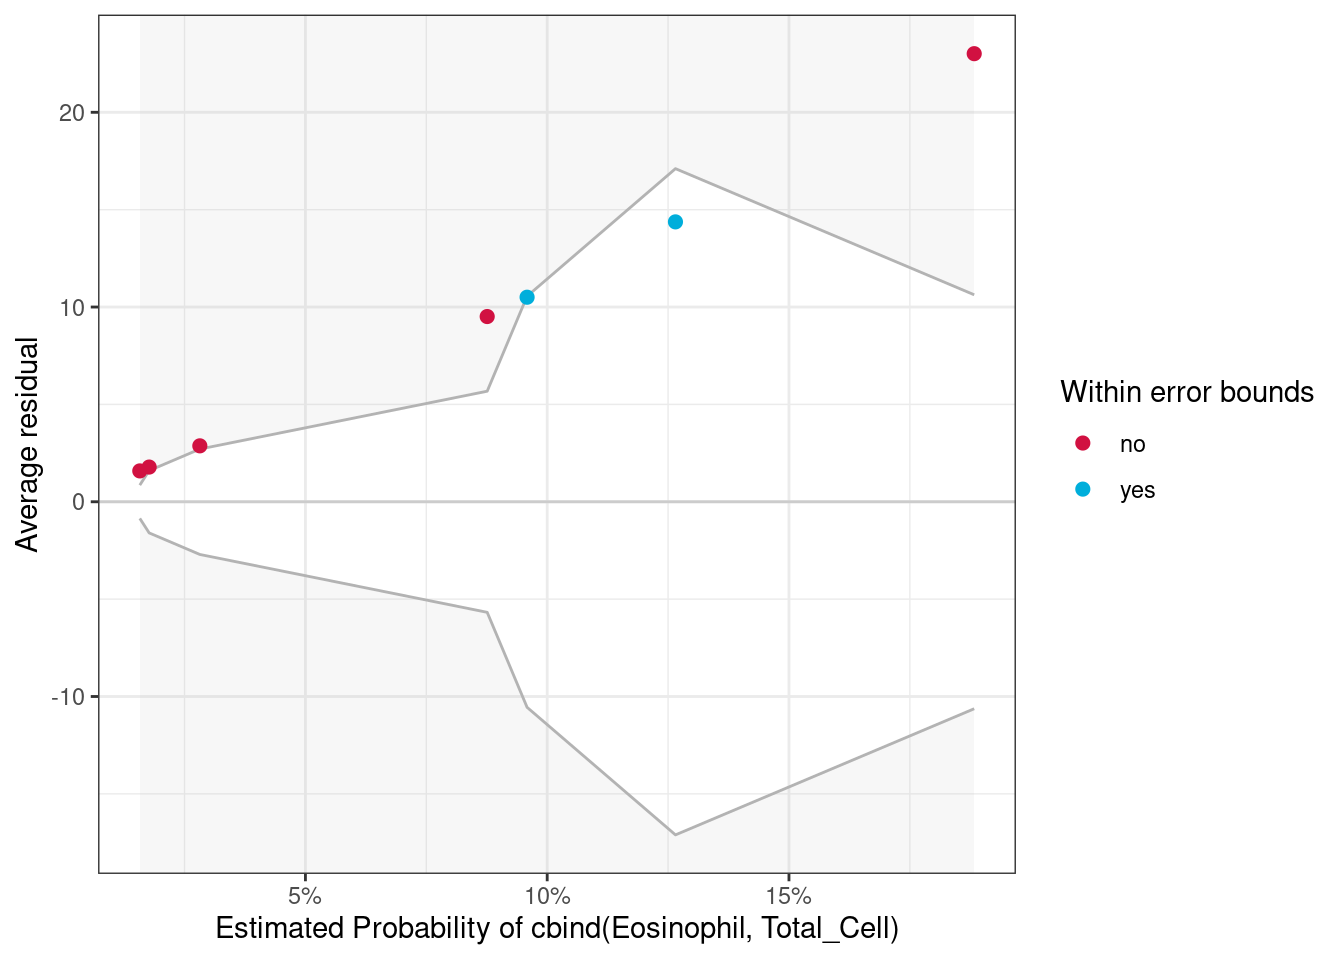 20
10
0
-10
Average residual
5%
10%
15%
Estimated Probability of cbind(Eosinophil, Total_Cell)
Within error bounds
no
yes